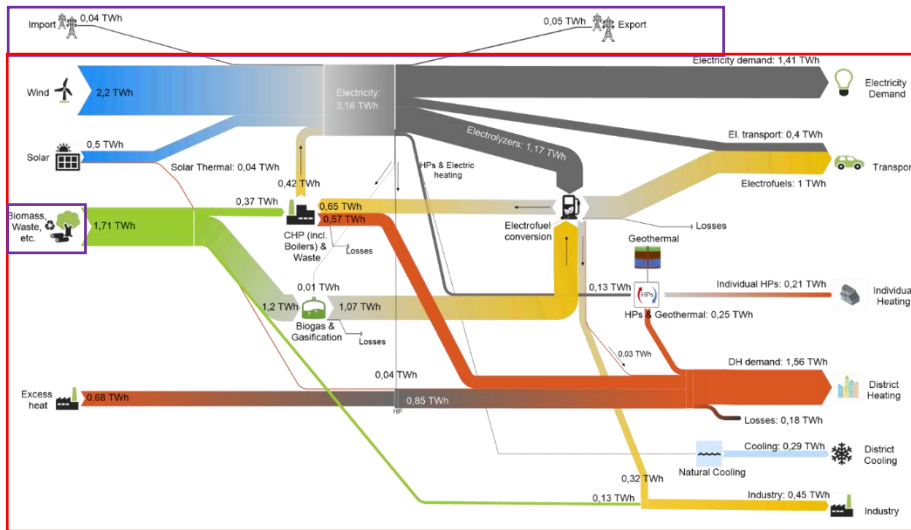 Import
0,04 TWh
0,05 TWh
Export
Wind
2,2 TWh
Electricity:
3,16 TWh
Electricity demand: 1,41 TWh
Electricity
Demand
Solar
0,5 TWh
Solar Thermal: 0,04 TWh
Electrolyzers: 1,17 TWh
HPs & Electric
heating
El. transport: 0,4 TWh
Transport
Electrofuels: 1 TWh
0,42 TWh
0,37 TWh
0,65 TWh
0,57 TWh
Biomass,
Waste,
etc.
1,71 TWh
CHP (incl.
Boilers) & Waste
Losses
Electrofuel
conversion
Losses
Geothermal
HPs
0,13 TWh
HPs & Geothermal: 0,25 TWh
Individual HPs: 0,21 TWh
Individual
Heating
0,01 TWh
1,2 TWh
1,07 TWh
Biogas &
Gasification
Losses
0,03 TWh
DH demand: 1,56 TWh
District
Heating
Excess
heat
0,68 TWh
0,04 TWh
0,85 TWh
HP
Losses: 0,18 TWh
Cooling: 0,29 TWh
Natural Cooling
District
Cooling
0,32 TWh
0,13 TWh
Industry: 0,45 TWh
Industry